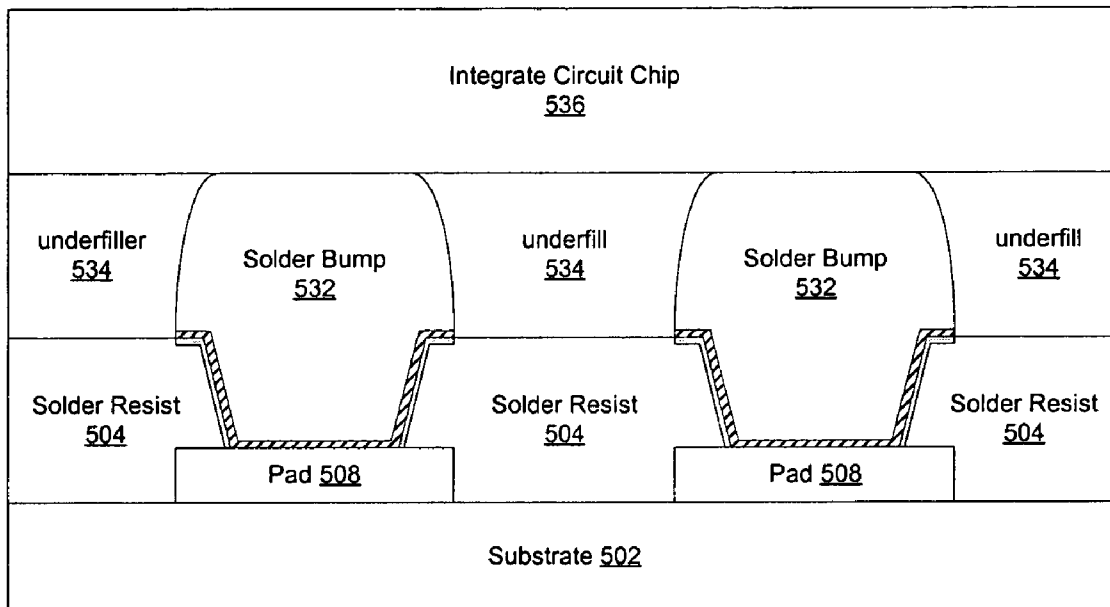 Integrate Circuit Chip
536
underfiller
534
Solder Bump
532
underfill
534
Solder Bump
532
underfill
534
Solder Resist
504
Solder Resist
504
Solder Resist
504
Pad 508
Pad 508
Substrate 502